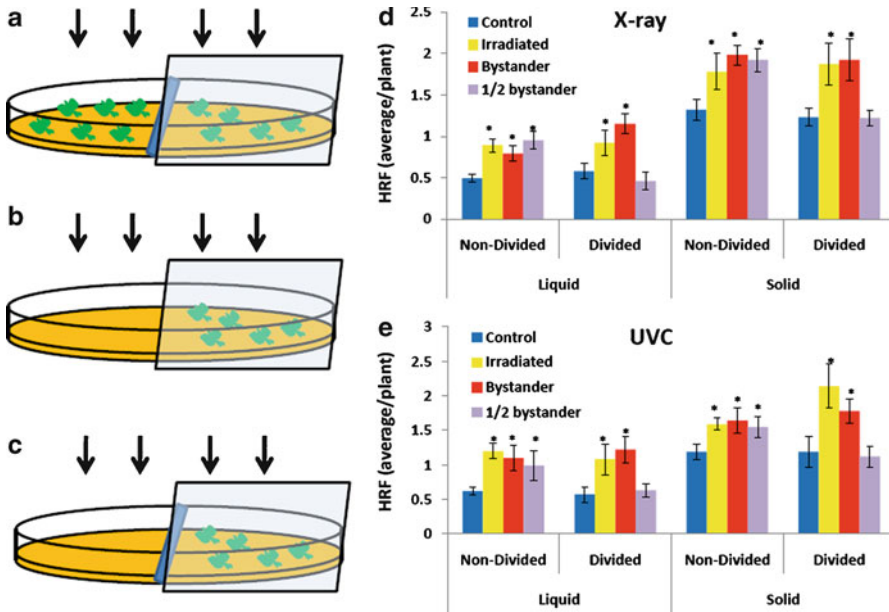 a
b
c
d
X-ray
2.5
2
1.5
1
0.5
0
HRF (average/plant)
Control
Irradiated
Bystander
1/2 bystander
* * *
* *
* * *
* *
Non-Divided Divided Non-Divided Divided
Liquid Solid
e
UVC
3
2.5
2
1.5
1
0.5
0
HRF (average/plant)
Control
Irradiated
Bystander
1/2 bystander
* * *
* *
* * *
* *
Non-Divided Divided Non-Divided Divided
Liquid Solid